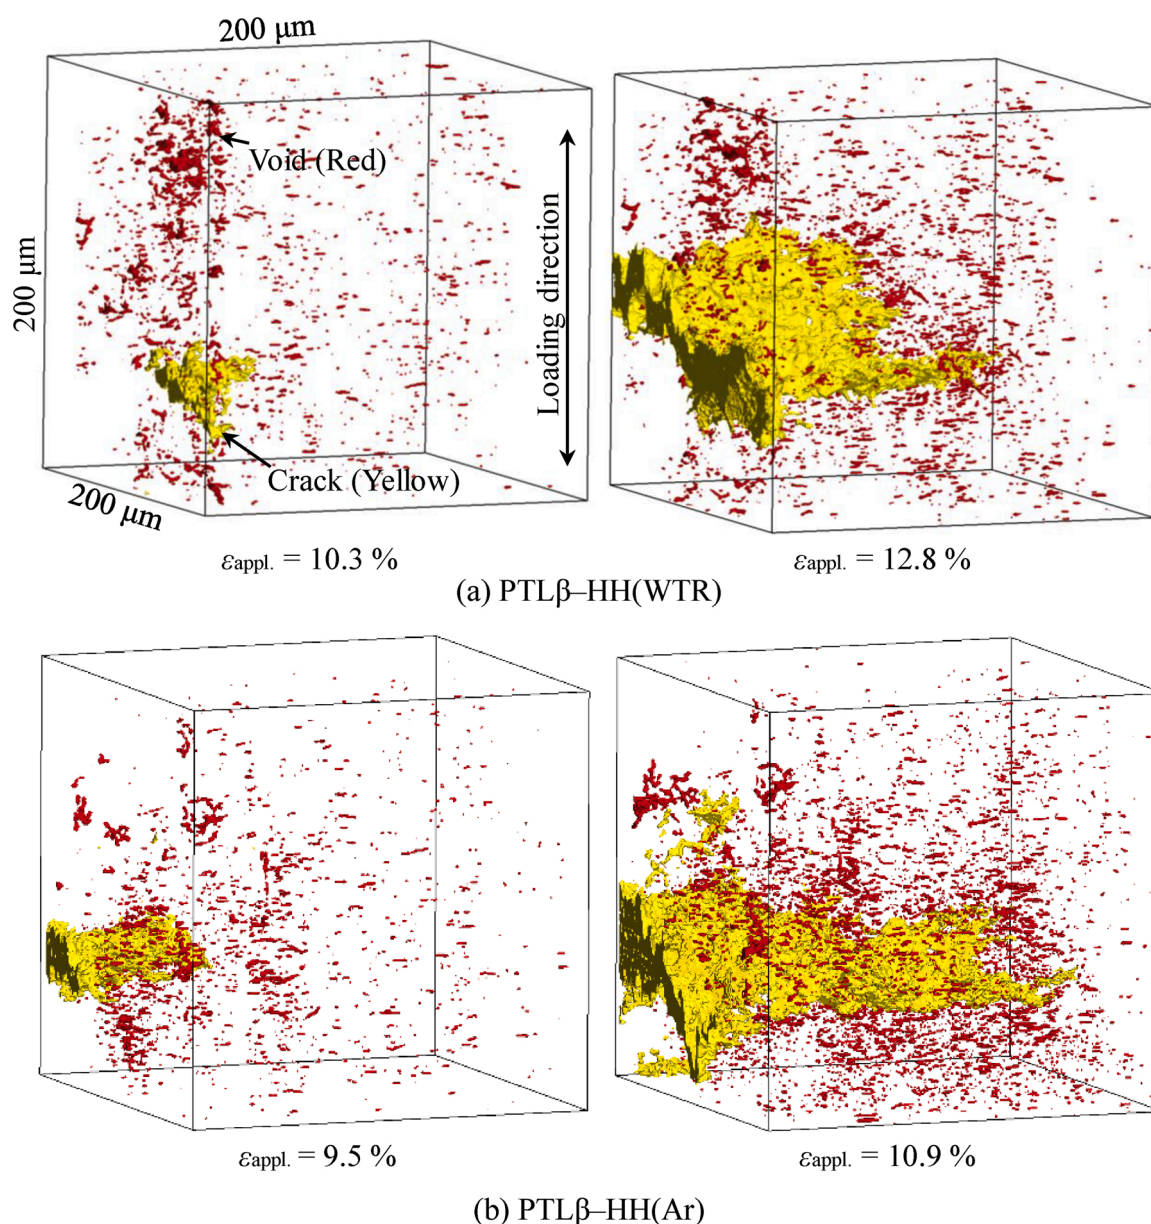 200 μm
Void (Red)
200 μm
Loading direction
Crack (Yellow)
200 μm
εappl. = 10.3 %
εappl. = 12.8 %
(a) PTLβ–HH(WTR)
εappl. = 9.5 %
εappl. = 10.9 %
(b) PTLβ–HH(Ar)